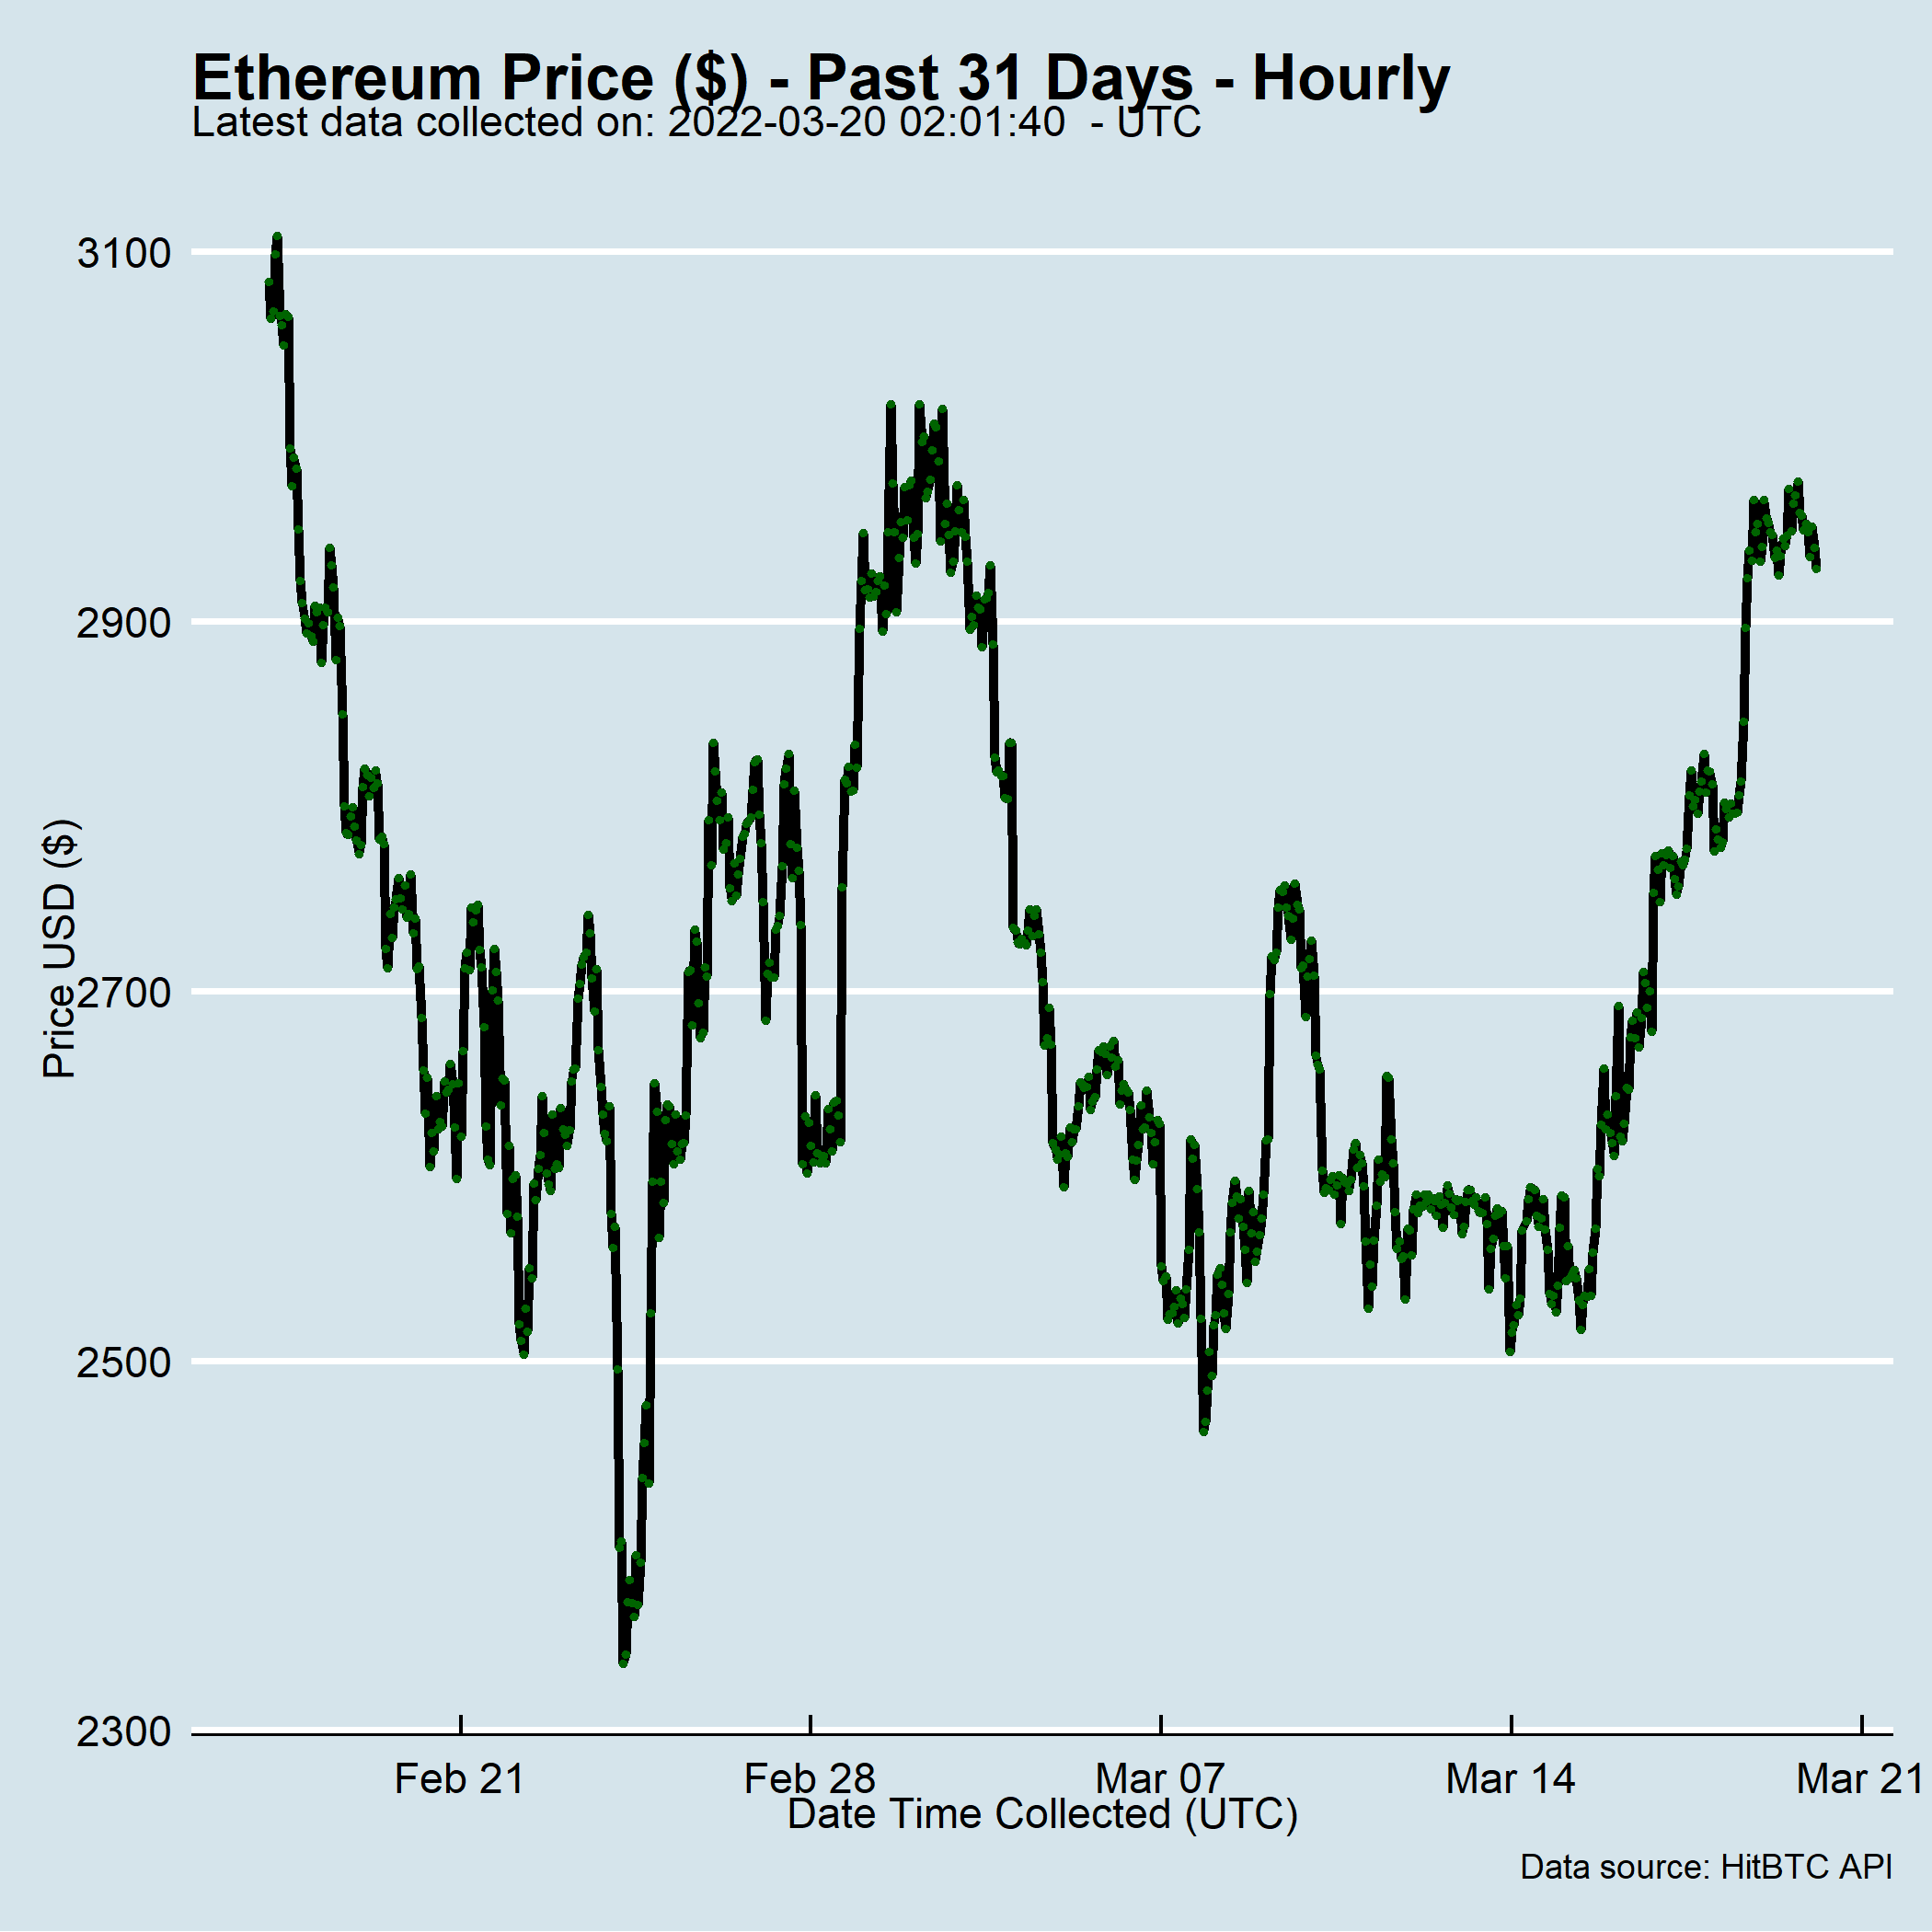 Ethereum Price ($) - Past 31 Days - Hourly
Latest data collected on: 2022-03-20 02:01:40  - UTC
3100
2900
2700
2500
2300
Price USD ($)
Feb 21 Feb 28 Mar 07 Mar 14 Mar 21
Date Time Collected (UTC)
Data source: HitBTC API